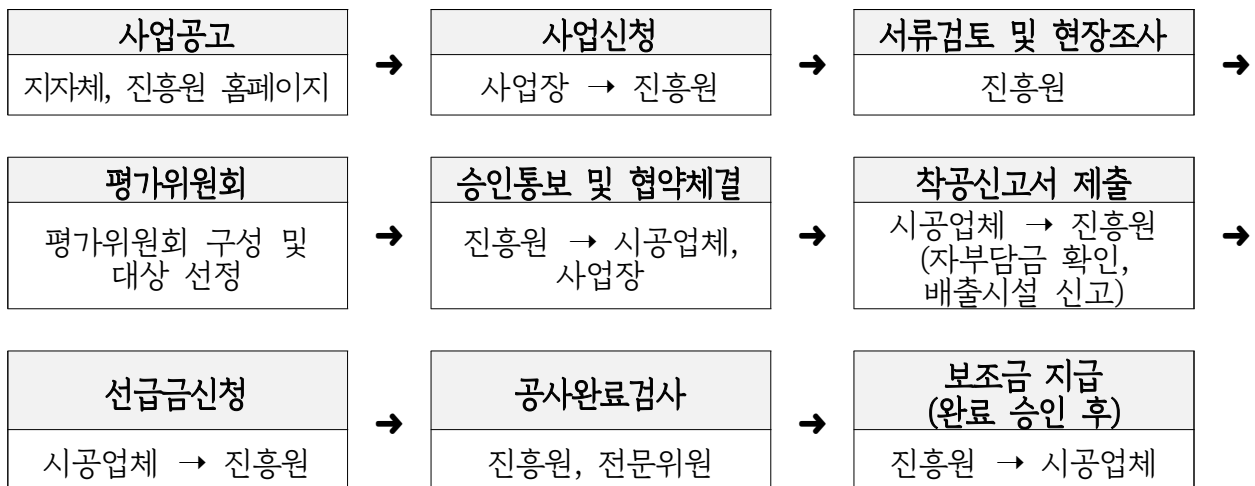 사업공고
지자체, 진흥원 홈페이지
➜
사업신청
사업장 → 진흥원
➜
서류검토 및 현장조사
진흥원
➜
평가위원회
평가위원회 구성 및
대상 선정
➜
승인통보 및 협약체결
진흥원 → 시공업체,
사업장
➜
착공신고서 제출
시공업체 → 진흥원
(자부담금 확인,
배출시설 신고)
➜
선급금신청
시공업체 → 진흥원
➜
공사완료검사
진흥원, 전문위원
➜
보조금 지급
(완료 승인 후)
진흥원 → 시공업체